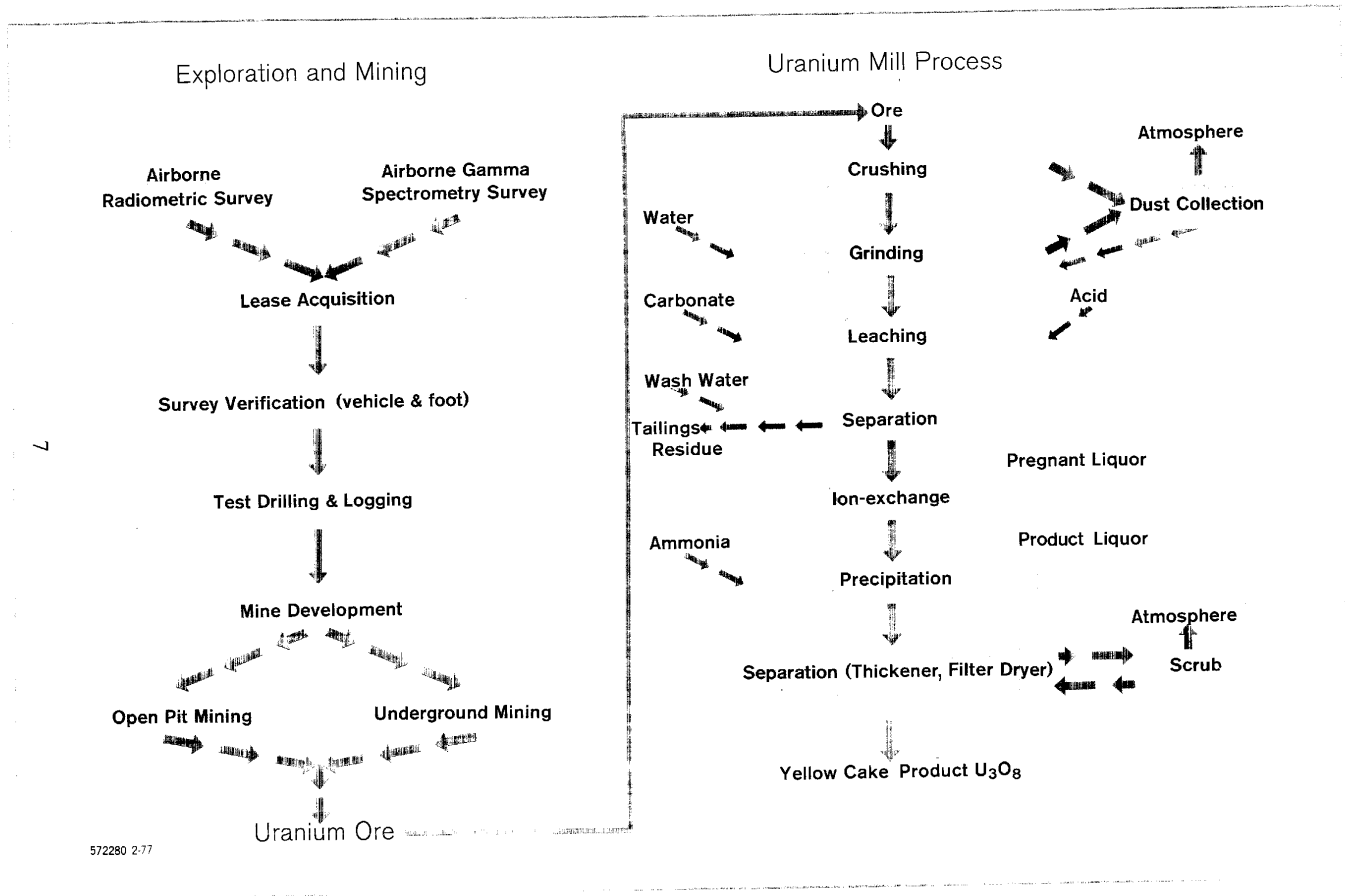 Exploration and Mining
Airborne
Radiometric Survey
Airborne Gamma
Spectrometry Survey
Lease Acquisition
Survey Verification (vehicle & foot)
Test Drilling & Logging
Mine Development
Open Pit Mining
Underground Mining
Uranium Ore
572280 2-77
7
Uranium Mill Process
Ore
Crushing
Atmosphere
Dust Collection
Water
Grinding
Carbonate
Acid
Leaching
Wash Water
Separation
Tailings
Residue
Pregnant Liquor
Ion-exchange
Product Liquor
Ammonia
Precipitation
Atmosphere
Scrub
Separation (Thickener, Filter Dryer)
Yellow Cake Product U₃O₈